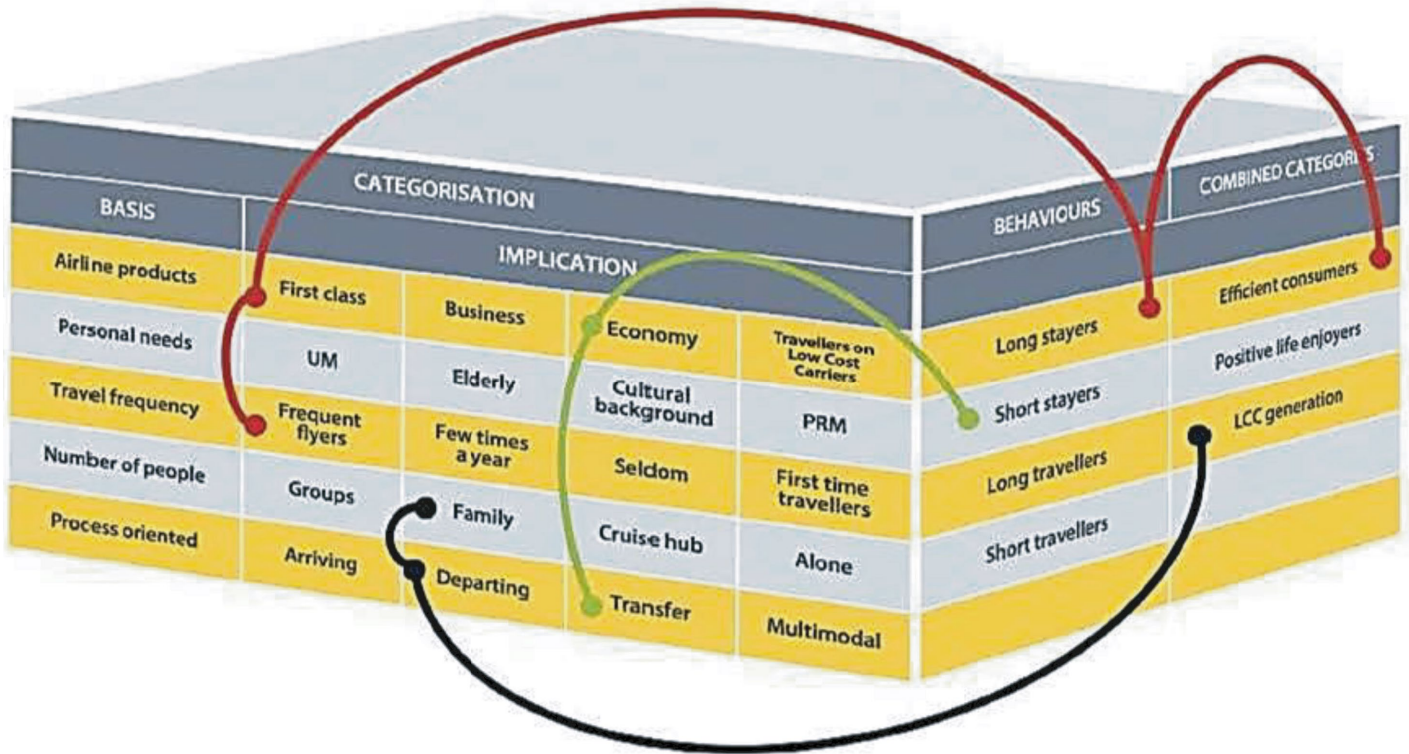 CATEGORISATION
BASIS
IMPLICATION
BEHAVIOURS
COMBINED CATEGORIES
Airline products
First class
Business
Economy
Travellers on
Low Cost
Carriers
Long stayers
Efficient consumers
Personal needs
UM
Elderly
Cultural
background
PRM
Short stayers
Positive life enjoyers
Travel frequency
Frequent
flyers
Few times
a year
Seldom
First time
travellers
Long travellers
LCC generation
Number of people
Groups
Family
Cruise hub
Alone
Short travellers
Process oriented
Arriving
Departing
Transfer
Multimodal